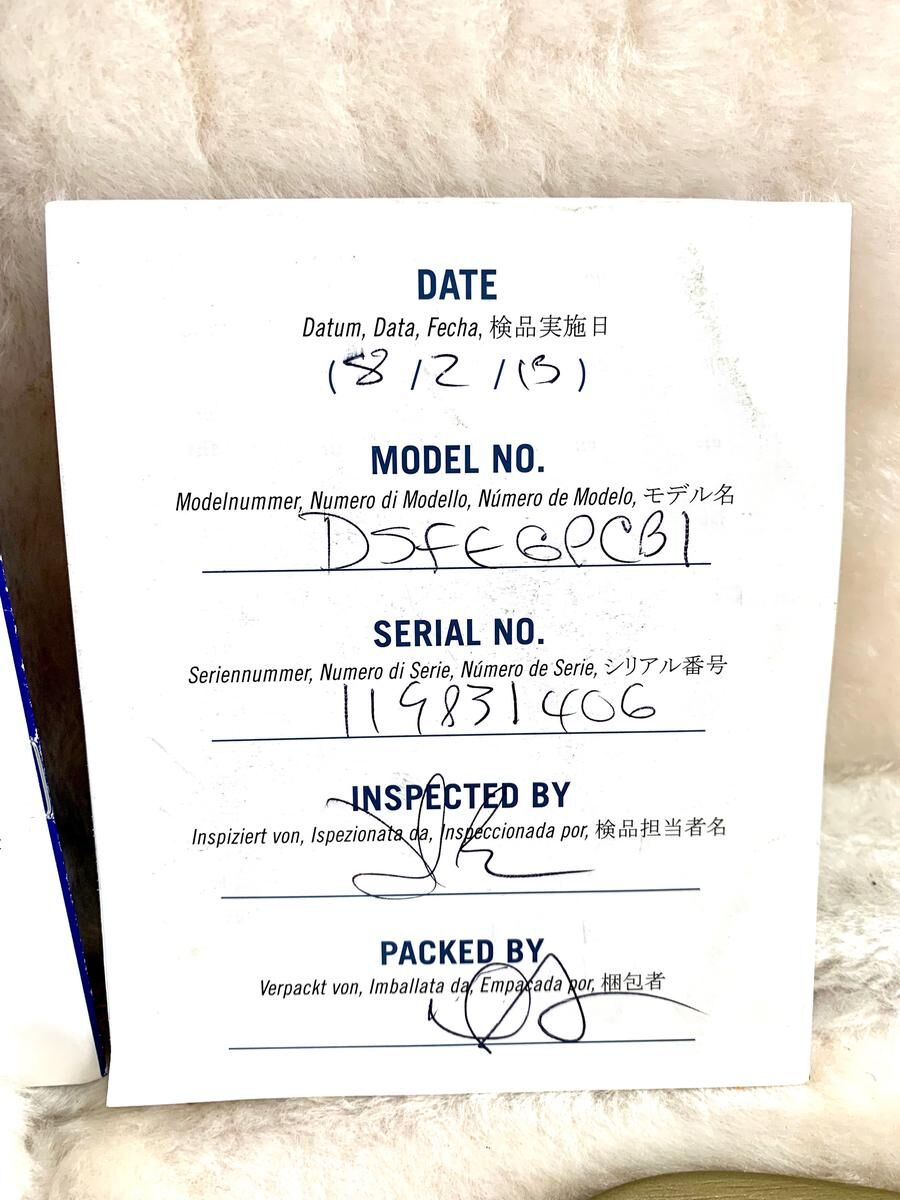 DATE
Datum, Data, Fecha, 検品実施日
(8 /2 /13)
MODEL NO.
Modelnummer, Numero di Modello, Número de Modelo, モデル名
DSFEGPCB1
SERIAL NO.
Seriennummer, Numero di Serie, Número de Serie, シリアル番号
119831406
INSPECTED BY
Inspiziert von, Ispezionata da, Inspeccionada por, 検品担当者名
PACKED BY
Verpackt von, Imballata da, Empacada por, 梱包者